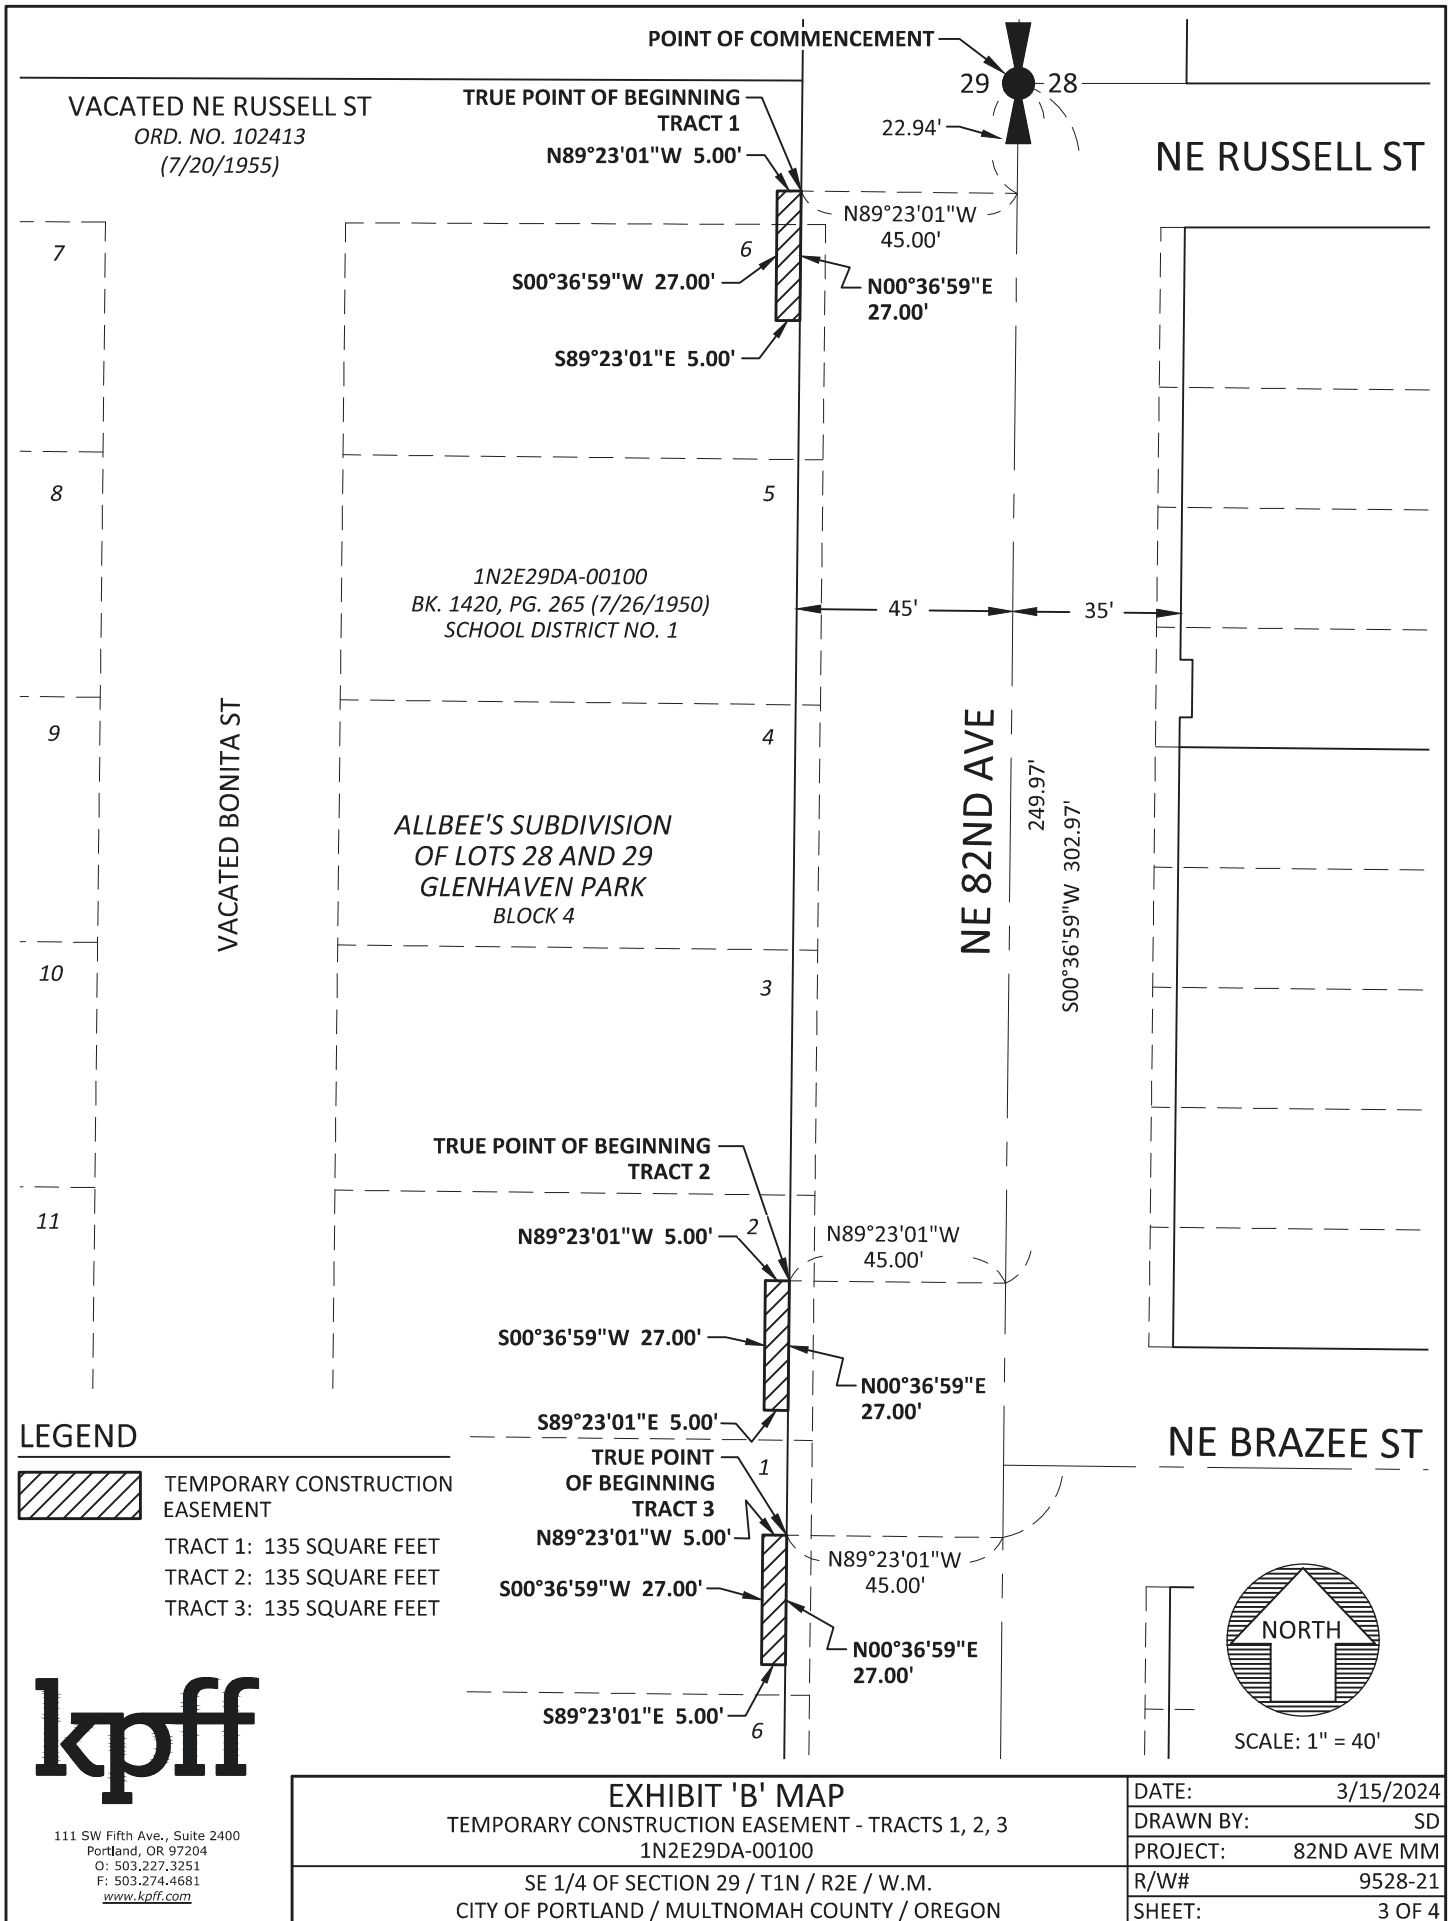 POINT OF COMMENCEMENT
29 28
VACATED NE RUSSELL ST
ORD. NO. 102413
(7/20/1955)
TRUE POINT OF BEGINNING
TRACT 1
N89°23'01"W 5.00'
22.94'
NE RUSSELL ST
N89°23'01"W
45.00'
7
6
S00°36'59"W 27.00'
N00°36'59"E
27.00'
S89°23'01"E 5.00'
8
5
1N2E29DA-00100
BK. 1420, PG. 265 (7/26/1950)
SCHOOL DISTRICT NO. 1
45'
35'
9
4
VACATED BONITA ST
NE 82ND AVE
249.97'
S00°36'59"W 302.97'
ALLBEE'S SUBDIVISION
OF LOTS 28 AND 29
GLENHAVEN PARK
BLOCK 4
10
3
TRUE POINT OF BEGINNING
TRACT 2
11
2
N89°23'01"W 5.00'
N89°23'01"W
45.00'
S00°36'59"W 27.00'
N00°36'59"E
27.00'
S89°23'01"E 5.00'
NE BRAZEE ST
TRUE POINT
OF BEGINNING
TRACT 3
1
N89°23'01"W 5.00'
N89°23'01"W
45.00'
S00°36'59"W 27.00'
N00°36'59"E
27.00'
S89°23'01"E 5.00'
6
LEGEND
TEMPORARY CONSTRUCTION
EASEMENT
TRACT 1: 135 SQUARE FEET
TRACT 2: 135 SQUARE FEET
TRACT 3: 135 SQUARE FEET
NORTH
SCALE: 1" = 40'
kpff
111 SW Fifth Ave., Suite 2400
Portland, OR 97204
O: 503.227.3251
F: 503.274.4681
www.kpff.com
EXHIBIT 'B' MAP
TEMPORARY CONSTRUCTION EASEMENT - TRACTS 1, 2, 3
1N2E29DA-00100
SE 1/4 OF SECTION 29 / T1N / R2E / W.M.
CITY OF PORTLAND / MULTNOMAH COUNTY / OREGON
DATE: 3/15/2024
DRAWN BY: SD
PROJECT: 82ND AVE MM
R/W# 9528-21
SHEET: 3 OF 4